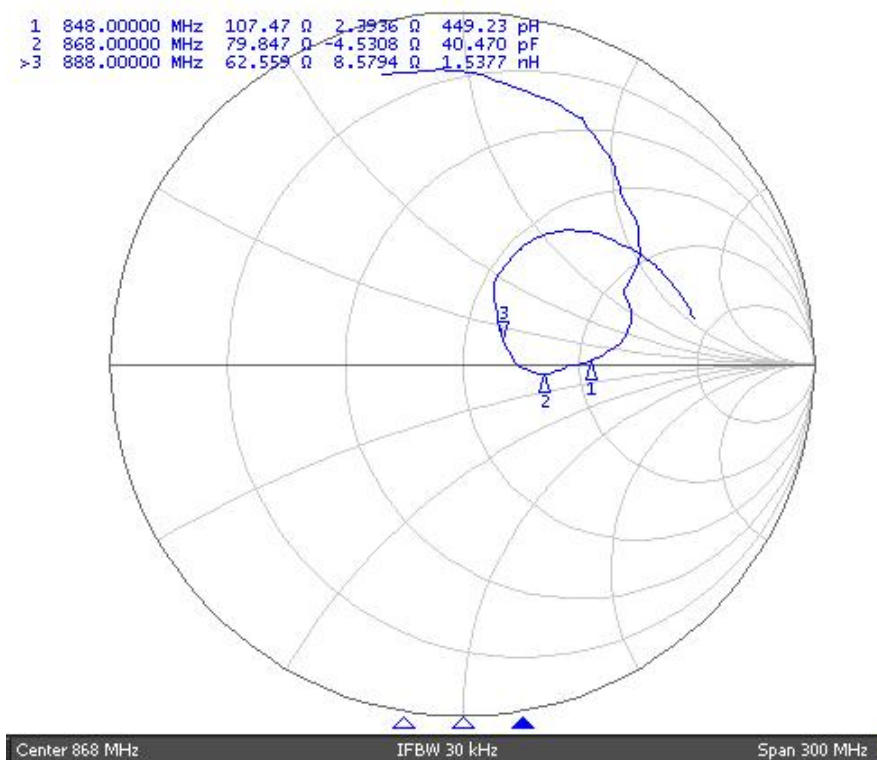 1 848.00000 MHz 107.47 Ω 2.3936 Ω 449.23 pH
2 868.00000 MHz 79.847 Ω -4.5308 Ω 40.470 pF
>3 888.00000 MHz 62.559 Ω 8.5794 Ω 1.5377 nH
3
2
1
Center 868 MHz IFBW 30 kHz Span 300 MHz